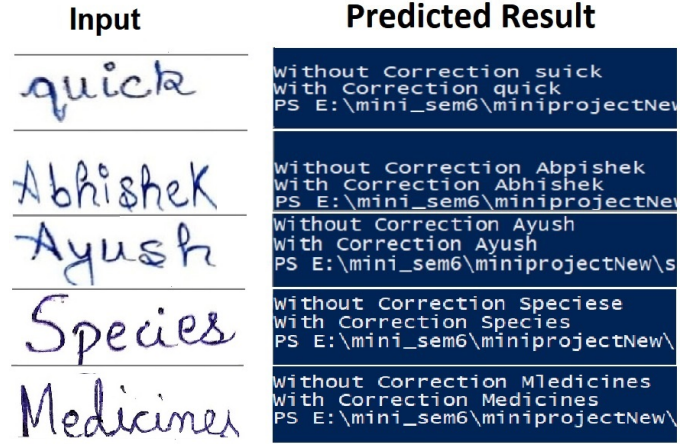 Input Predicted Result
quick
Without Correction suick
With Correction quick
PS E:\mini_sem6\miniprojectNew
Abhishek
Without Correction Abpishek
With Correction Abhishek
PS E:\mini_sem6\miniprojectNew
Ayush
Without Correction Ayush
With Correction Ayush
PS E:\mini_sem6\miniprojectNew\s
Species
Without Correction Speciese
With Correction Species
PS E:\mini_sem6\miniprojectNew\
Medicines
Without Correction Mledicines
With Correction Medicines
PS E:\mini_sem6\miniprojectNew\